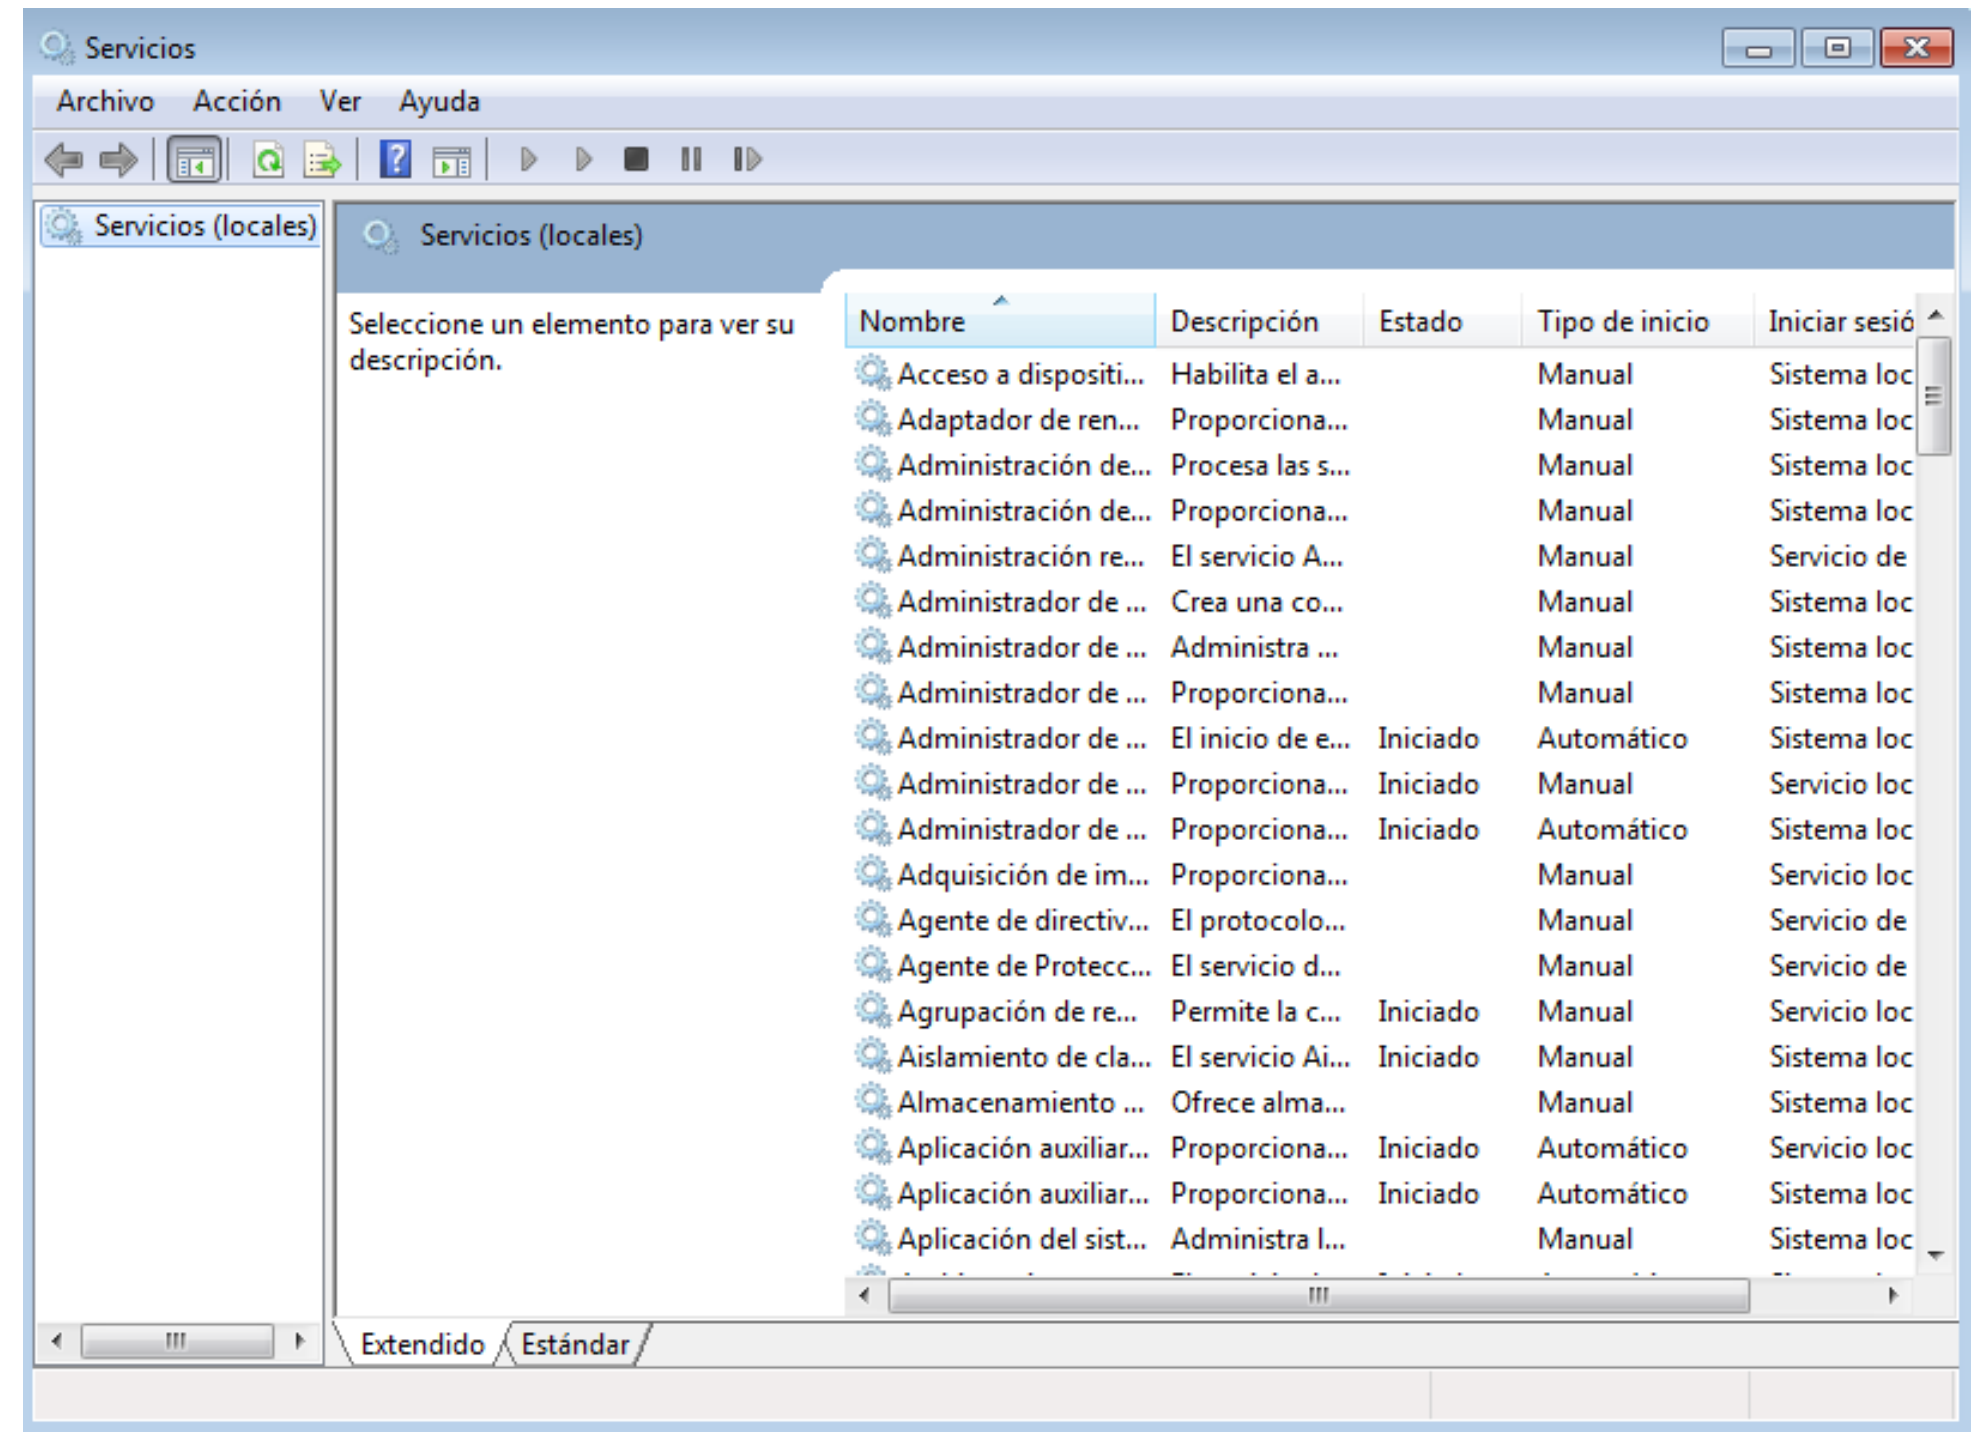 Servicios
Archivo Acción Ver Ayuda
Servicios (locales)
Servicios (locales)
Seleccione un elemento para ver su
descripción.
Nombre Descripción Estado Tipo de inicio Iniciar sesió
Acceso a dispositi... Habilita el a... Manual Sistema loc
Adaptador de ren... Proporciona... Manual Sistema loc
Administración de... Procesa las s... Manual Sistema loc
Administración de... Proporciona... Manual Sistema loc
Administración re... El servicio A... Manual Servicio de
Administrador de ... Crea una co... Manual Sistema loc
Administrador de ... Administra ... Manual Sistema loc
Administrador de ... Proporciona... Manual Sistema loc
Administrador de ... El inicio de e... Iniciado Automático Sistema loc
Administrador de ... Proporciona... Iniciado Manual Servicio loc
Administrador de ... Proporciona... Iniciado Automático Sistema loc
Adquisición de im... Proporciona... Manual Servicio loc
Agente de directiv... El protocolo... Manual Servicio de
Agente de Protecc... El servicio d... Manual Servicio de
Agrupación de re... Permite la c... Iniciado Manual Servicio loc
Aislamiento de cla... El servicio Ai... Iniciado Manual Sistema loc
Almacenamiento ... Ofrece alma... Manual Sistema loc
Aplicación auxiliar... Proporciona... Iniciado Automático Servicio loc
Aplicación auxiliar... Proporciona... Iniciado Automático Sistema loc
Aplicación del sist... Administra l... Manual Sistema loc
Extendido Estándar